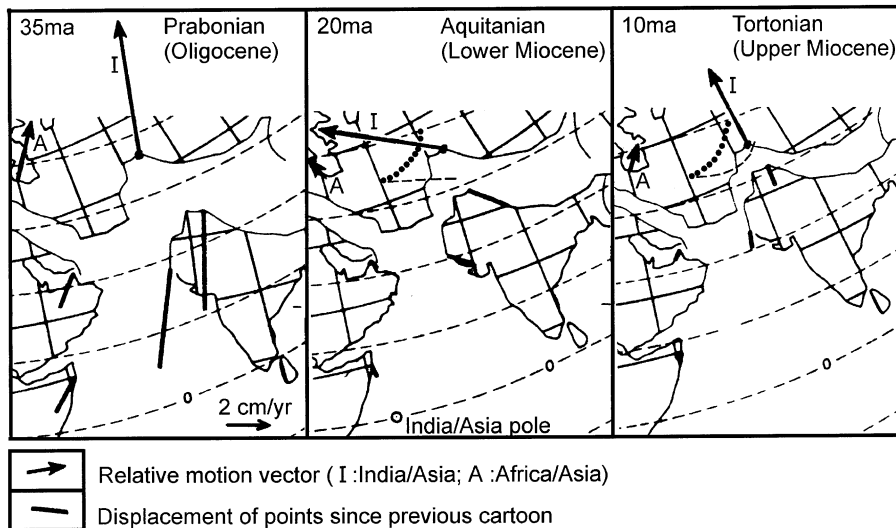 35ma
Prabonian
(Oligocene)
I
A
0
2 cm/yr
20ma
Aquitanian
(Lower Miocene)
I
A
0
India/Asia pole
10ma
Tortonian
(Upper Miocene)
I
A
0
Relative motion vector ( I :India/Asia; A :Africa/Asia)
Displacement of points since previous cartoon